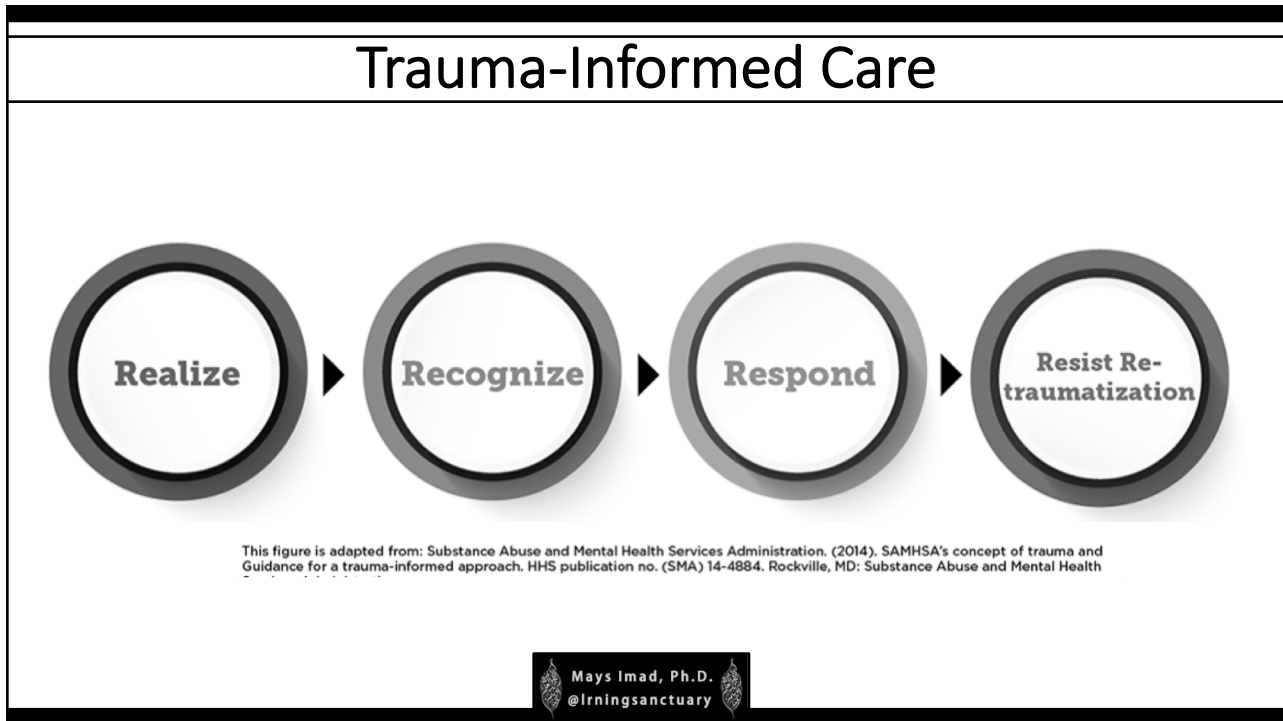 Trauma-Informed Care
Realize
Recognize
Respond
Resist Re-
traumatization
This figure is adapted from: Substance Abuse and Mental Health Services Administration. (2014). SAMHSA's concept of trauma and
Guidance for a trauma-informed approach. HHS publication no. (SMA) 14-4884. Rockville, MD: Substance Abuse and Mental Health
Mays Imad, Ph.D.
@lrningsanctuary